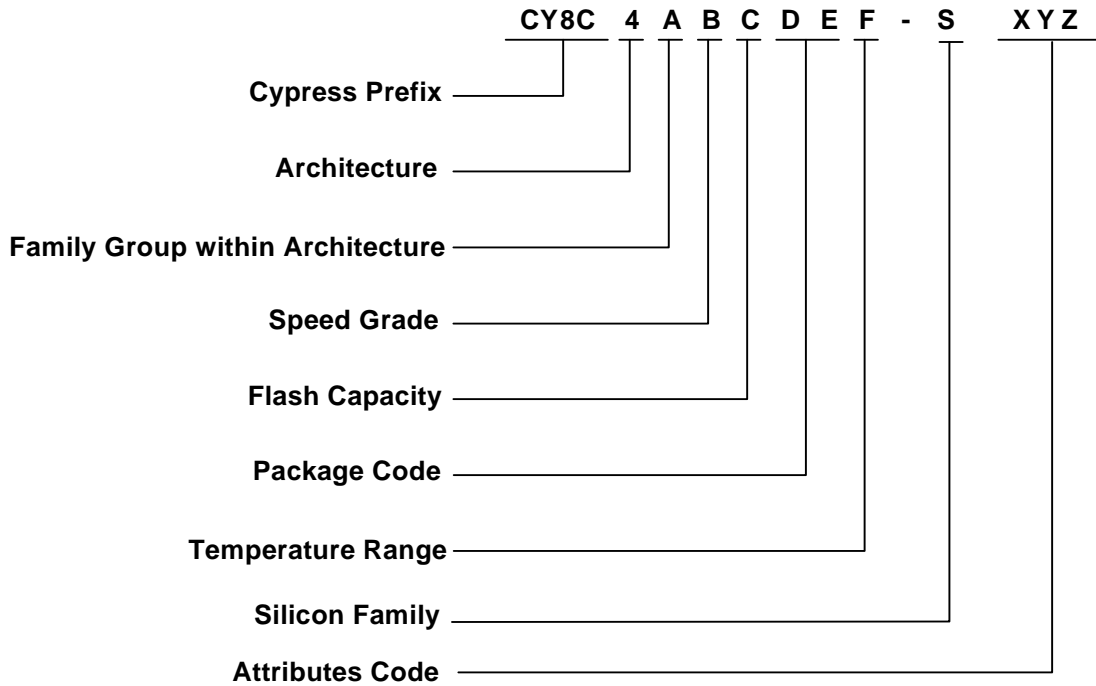 CY8C 4 A B C D E F - S X Y Z
Cypress Prefix
Architecture
Family Group within Architecture
Speed Grade
Flash Capacity
Package Code
Temperature Range
Silicon Family
Attributes Code